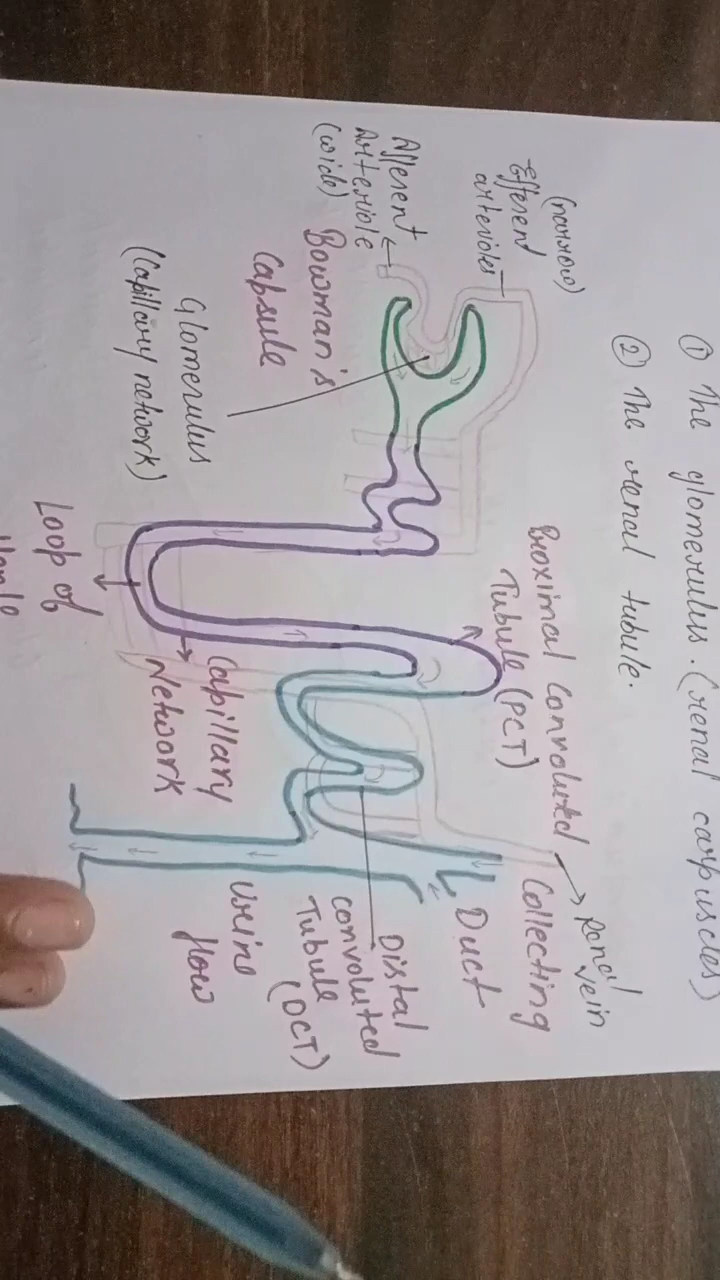 ① The glomerulus. (renal carpuscles)
② The renal tubule.
(narrow)
Efferent
arterioles
Afferent
Arteriole
(wide)
Bowman's
Capsule
Glomerulus
(Capillary network)
Proximal Convoluted
Tubule (PCT)
Renal
vein
Collecting
Duct
Loop of
Capillary
Network
Distal
convoluted
Tubule
(DCT)
Urine
flow